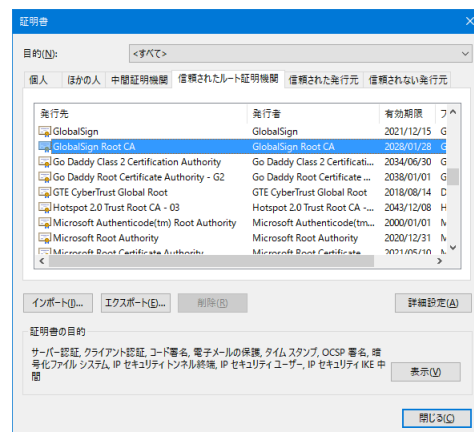 証明書
目的(N): <すべて>
個人 ほかの人 中間証明機関 信頼されたルート証明機関 信頼された発行元 信頼されない発行元
発行先 発行者 有効期限 フ
GlobalSign GlobalSign 2021/12/15 G
GlobalSign Root CA GlobalSign Root CA 2028/01/28 G
Go Daddy Class 2 Certification Authority Go Daddy Class 2 Certificati... 2034/06/30 G
Go Daddy Root Certificate Authority - G2 Go Daddy Root Certificate ... 2038/01/01 G
GTE CyberTrust Global Root GTE CyberTrust Global Root 2018/08/14 D
Hotspot 2.0 Trust Root CA - 03 Hotspot 2.0 Trust Root CA -... 2043/12/08 H
Microsoft Authenticode(tm) Root Authority Microsoft Authenticode(tm... 2000/01/01 M
Microsoft Root Authority Microsoft Root Authority 2020/12/31 M
Microsoft Root Certificate Authority Microsoft Root Certificate ... 2021/05/10 M
インポート(I)... エクスポート(E)... 削除(R) 詳細設定(A)
証明書の目的
サーバー認証, クライアント認証, コード署名, 電子メールの保護, タイム スタンプ, OCSP 署名, 暗
号化ファイル システム, IP セキュリティ トンネル終端, IP セキュリティ ユーザー, IP セキュリティ IKE 中
間
表示(V)
閉じる(C)